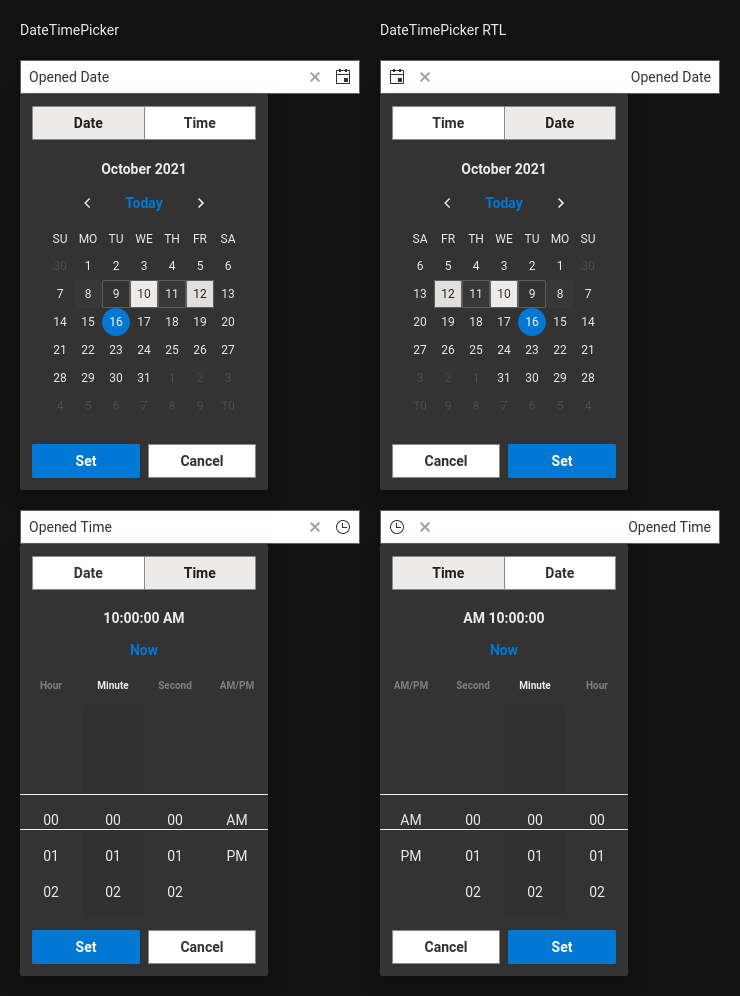 DateTimePicker
Opened Date
Date Time
October 2021
Today
SU MO TU WE TH FR SA
30 1 2 3 4 5 6
7 8 9 10 11 12 13
14 15 16 17 18 19 20
21 22 23 24 25 26 27
28 29 30 31 1 2 3
4 5 6 7 8 9 10
Set Cancel
DateTimePicker RTL
Opened Date
Time Date
October 2021
Today
SA FR TH WE TU MO SU
6 5 4 3 2 1 30
13 12 11 10 9 8 7
20 19 18 17 16 15 14
27 26 25 24 23 22 21
3 2 1 31 30 29 28
10 9 8 7 6 5 4
Cancel Set
Opened Time
Date Time
10:00:00 AM
Now
Hour Minute Second AM/PM
00 00 00 AM
01 01 01 PM
02 02 02
Set Cancel
Opened Time
Time Date
AM 10:00:00
Now
AM/PM Second Minute Hour
AM 00 00 00
PM 01 01 01
02 02 02
Cancel Set